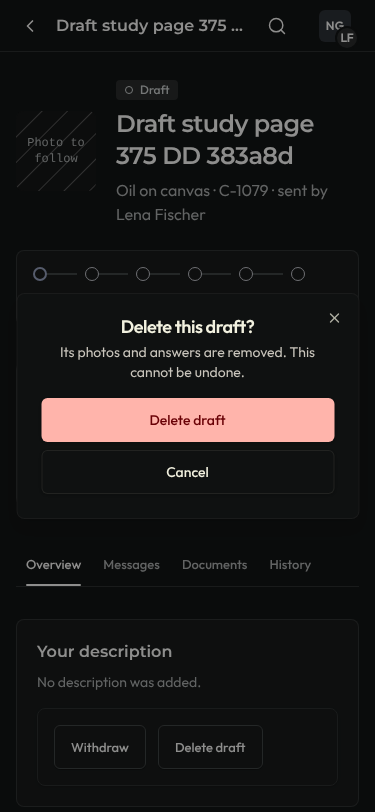 Draft study page 375 ...
NG
LF
Draft
Draft study page
375 DD 383a8d
Photo to
follow
Oil on canvas · C-1079 · sent by
Lena Fischer
Delete this draft?
Its photos and answers are removed. This
cannot be undone.
Delete draft
Cancel
Overview Messages Documents History
Your description
No description was added.
Withdraw Delete draft